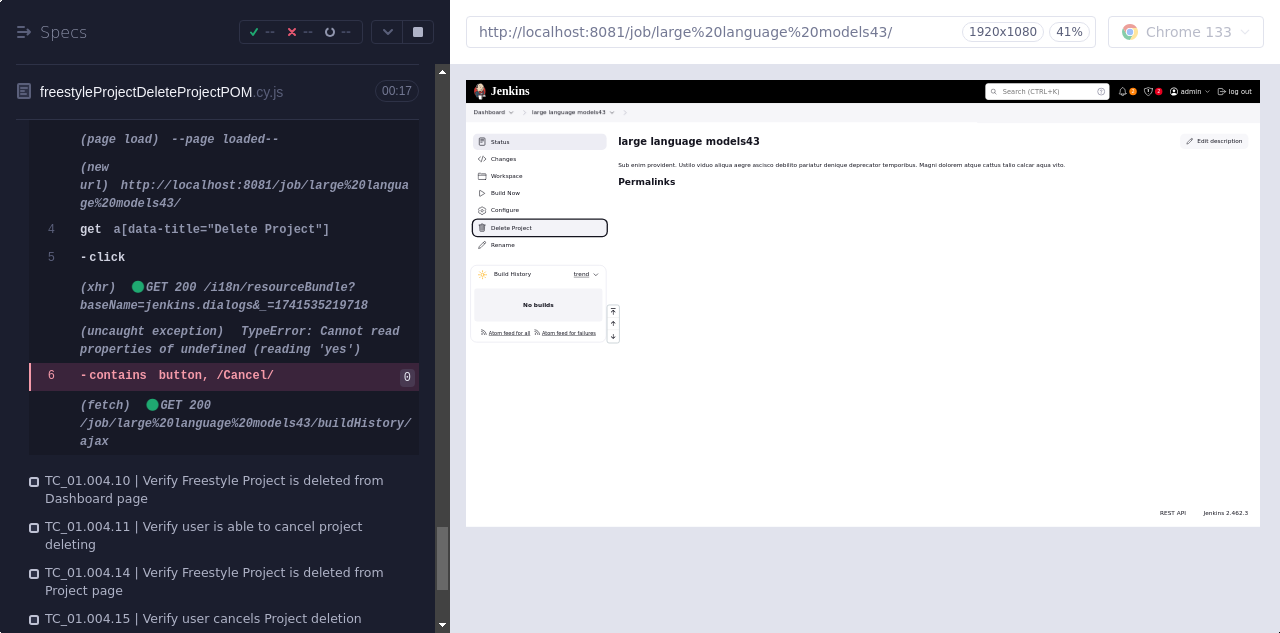 Specs
-- -- --
http://localhost:8081/job/large%20language%20models43/
1920x1080
41%
Chrome 133
freestyleProjectDeleteProjectPOM.cy.js
00:17
(page load) --page loaded--
(new
url) http://localhost:8081/job/large%20langua
ge%20models43/
4 get a[data-title="Delete Project"]
5 -click
(xhr) GET 200 /i18n/resourceBundle?
baseName=jenkins.dialogs&_=1741535219718
(uncaught exception) TypeError: Cannot read
properties of undefined (reading 'yes')
6 -contains button, /Cancel/ 0
(fetch) GET 200
/job/large%20language%20models43/buildHistory/
ajax
TC_01.004.10 | Verify Freestyle Project is deleted from
Dashboard page
TC_01.004.11 | Verify user is able to cancel project
deleting
TC_01.004.14 | Verify Freestyle Project is deleted from
Project page
TC_01.004.15 | Verify user cancels Project deletion
Jenkins
Search (CTRL+K)
2
2
admin
log out
Dashboard
large language models43
Status
Changes
Workspace
Build Now
Configure
Delete Project
Rename
Build History
trend
No builds
Atom feed for all
Atom feed for failures
large language models43
Edit description
Sub enim provident. Ustilo viduo aliqua aegre ascisco debilito pariatur denique deprecator temporibus. Magni dolorem atque cattus talio calcar aqua vito.
Permalinks
REST API
Jenkins 2.462.3